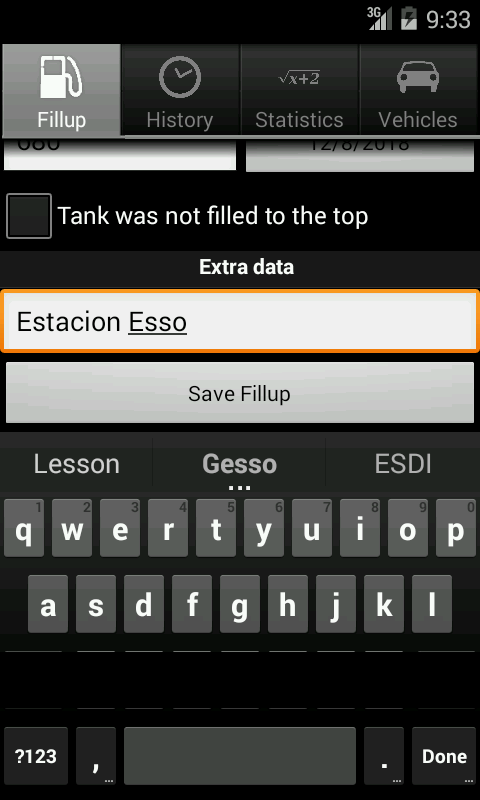 3G 9:33
Fillup History √x+2 Statistics Vehicles
080 12/8/2018
Tank was not filled to the top
Extra data
Estacion Esso
Save Fillup
Lesson Gesso ESDI
1 2 3 4 5 6 7 8 9 0
q w e r t y u i o p
a s d f g h j k l
?123 , . Done